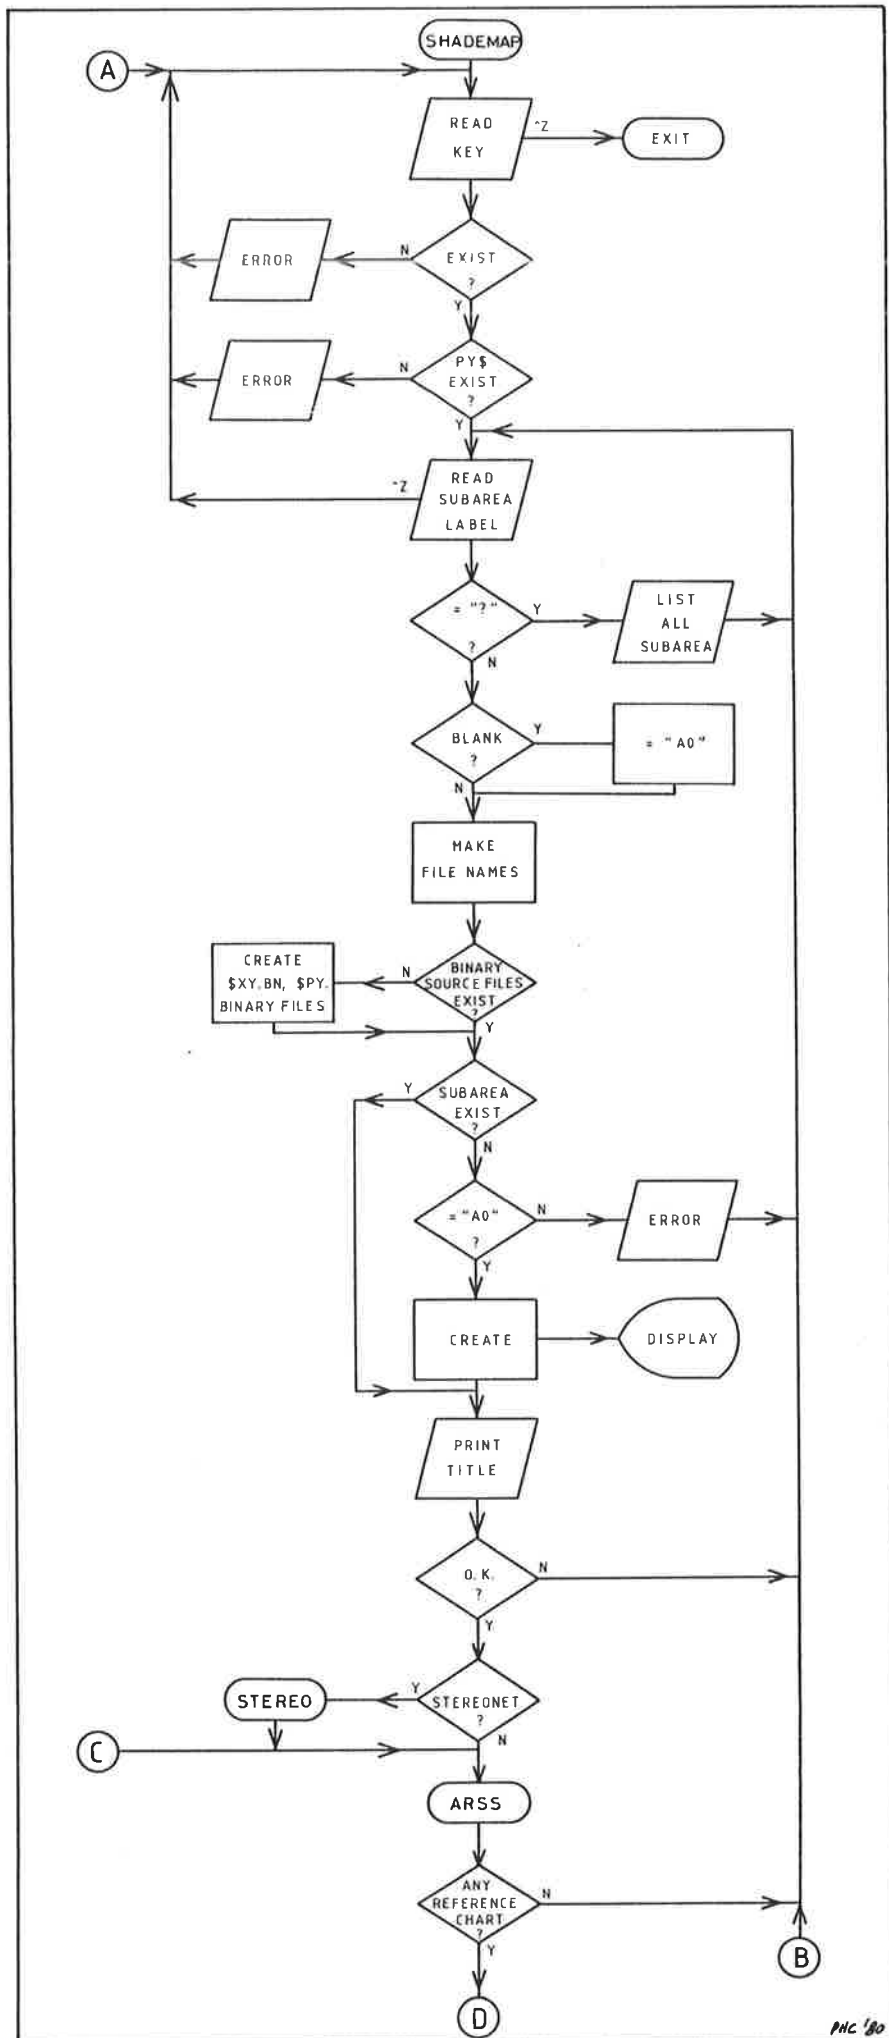 SHADEMAP
A
READ
KEY
^Z
EXIT
N
ERROR
EXIST
?
Y
N
ERROR
PY$
EXIST
?
Y
^Z
READ
SUBAREA
LABEL
= "?"
?
Y
N
LIST
ALL
SUBAREA
BLANK
?
Y
N
= "A0"
MAKE
FILE NAMES
CREATE
$XY.BN, $PY.
BINARY FILES
N
BINARY
SOURCE FILES
EXIST
?
Y
Y
SUBAREA
EXIST
?
N
= "A0"
?
N
Y
ERROR
CREATE
DISPLAY
PRINT
TITLE
O.K.
?
N
Y
STEREO
Y
STEREONET
?
N
C
ARSS
ANY
REFERENCE
CHART
?
N
Y
B
D
PHC '80